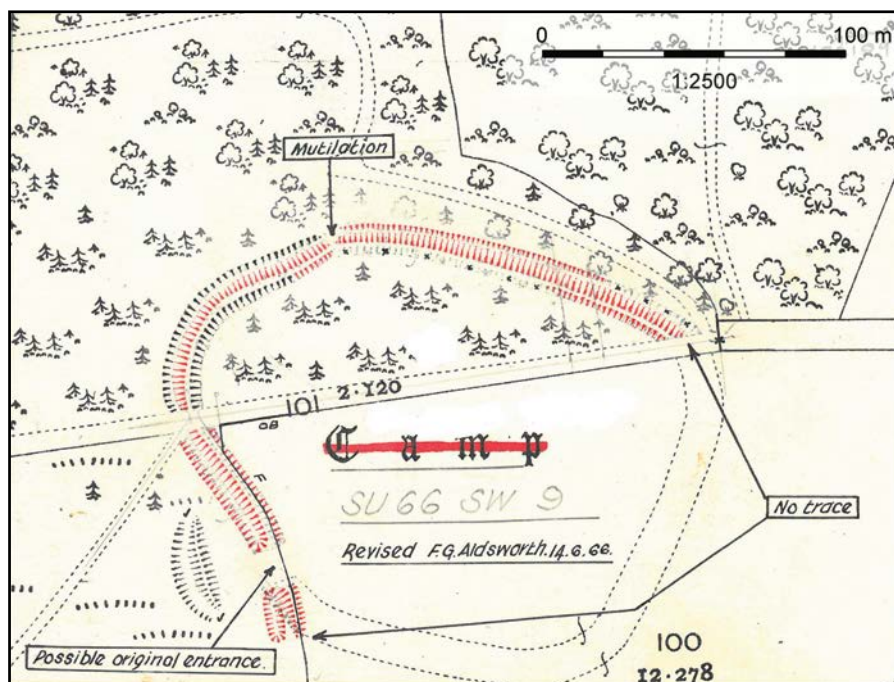 0 100 m
1:2500
Mutilation
101 2·120
OB
Camp
SU 66 SW 9
F
No trace
Revised F.G.Aldsworth.14.6.66.
Possible original entrance.
100
12·278